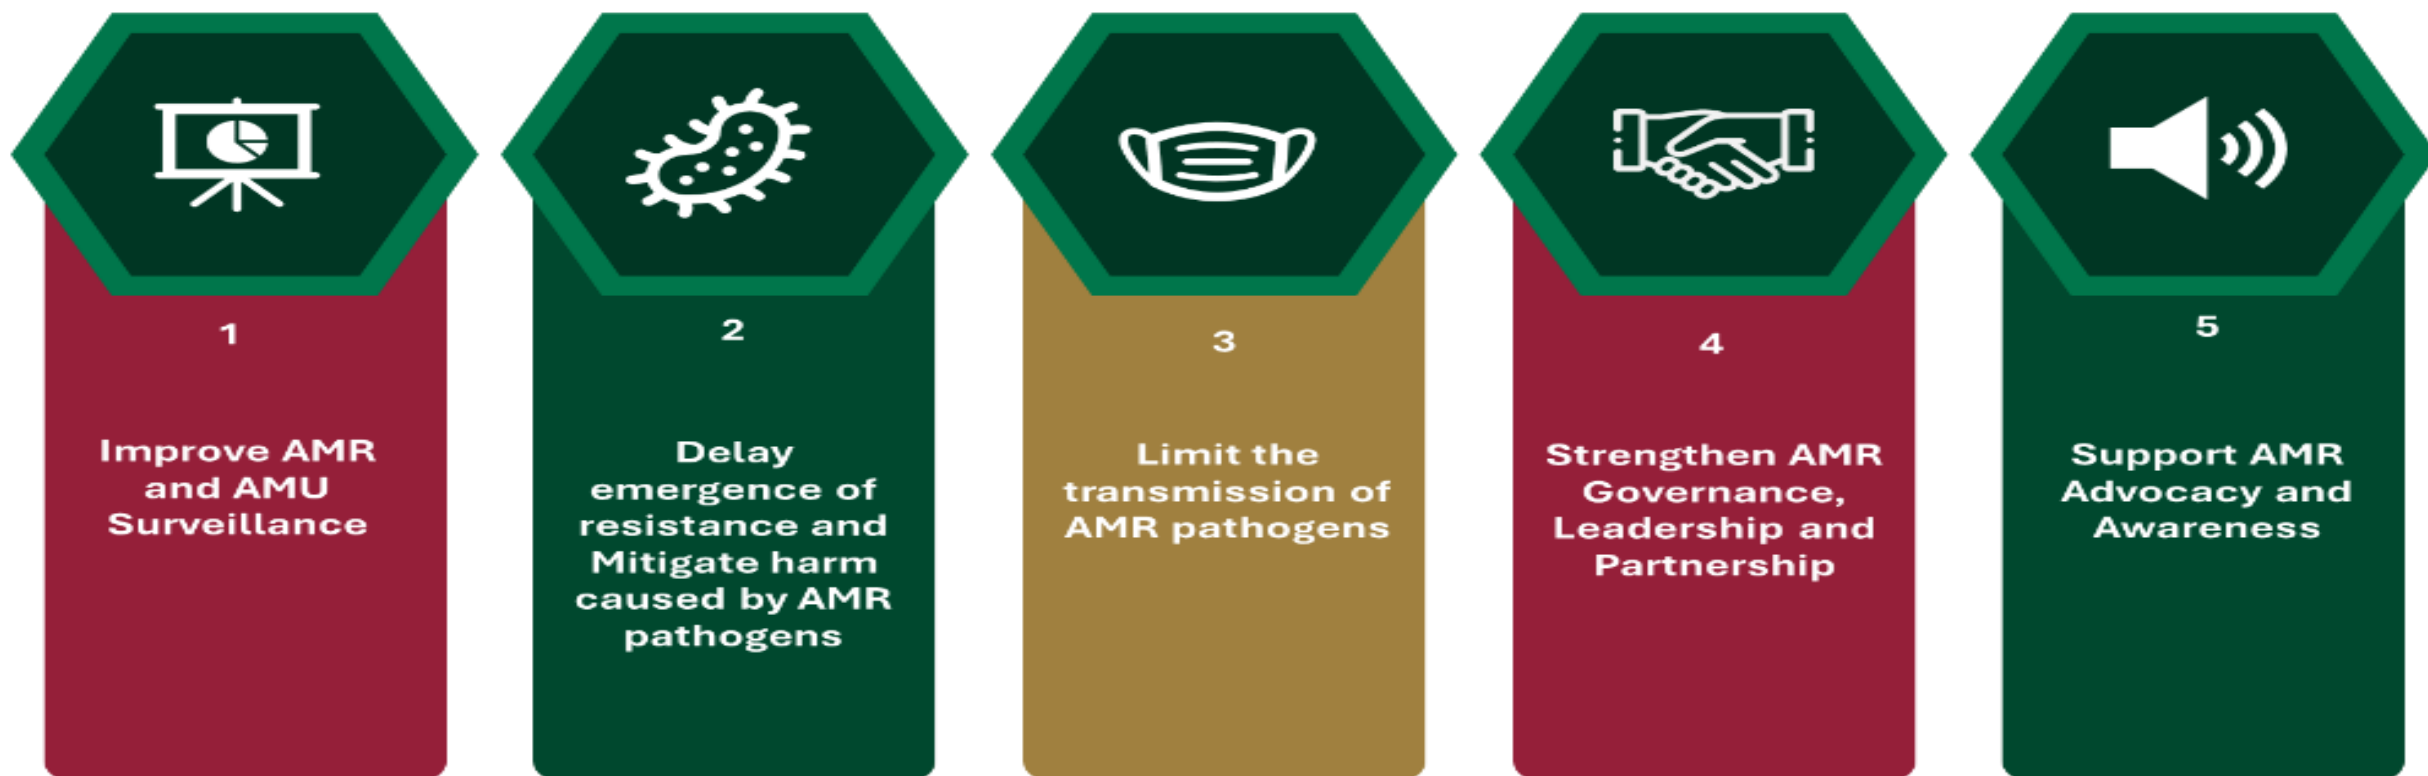 1
Improve AMR
and AMU
Surveillance
2
Delay
emergence of
resistance and
Mitigate harm
caused by AMR
pathogens
3
Limit the
transmission of
AMR pathogens
4
Strengthen AMR
Governance,
Leadership and
Partnership
5
Support AMR
Advocacy and
Awareness